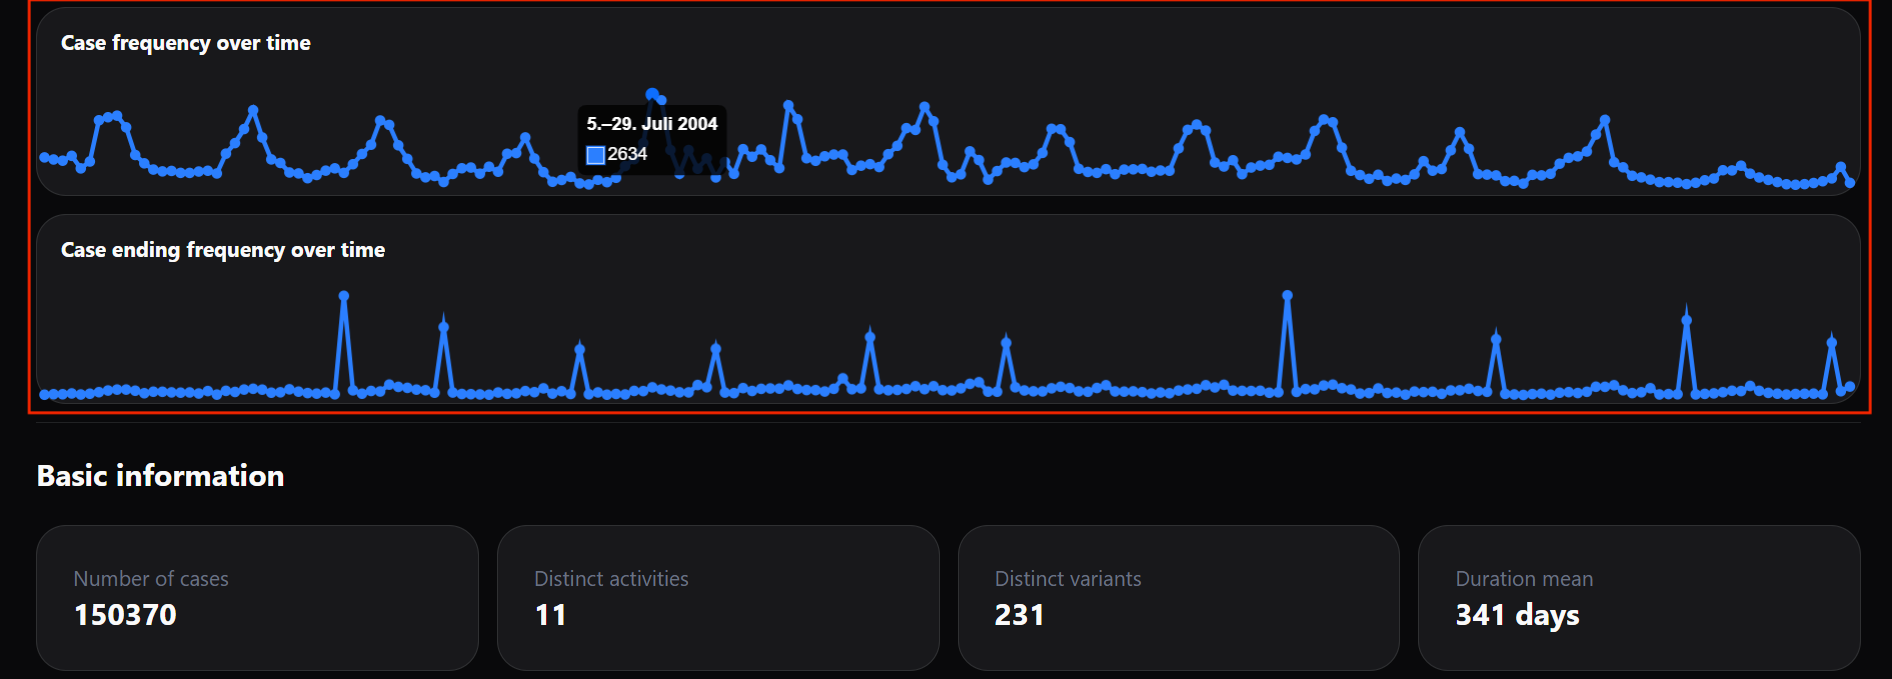 Case frequency over time
5.–29. Juli 2004
2634
Case ending frequency over time
Basic information
Number of cases
150370
Distinct activities
11
Distinct variants
231
Duration mean
341 days